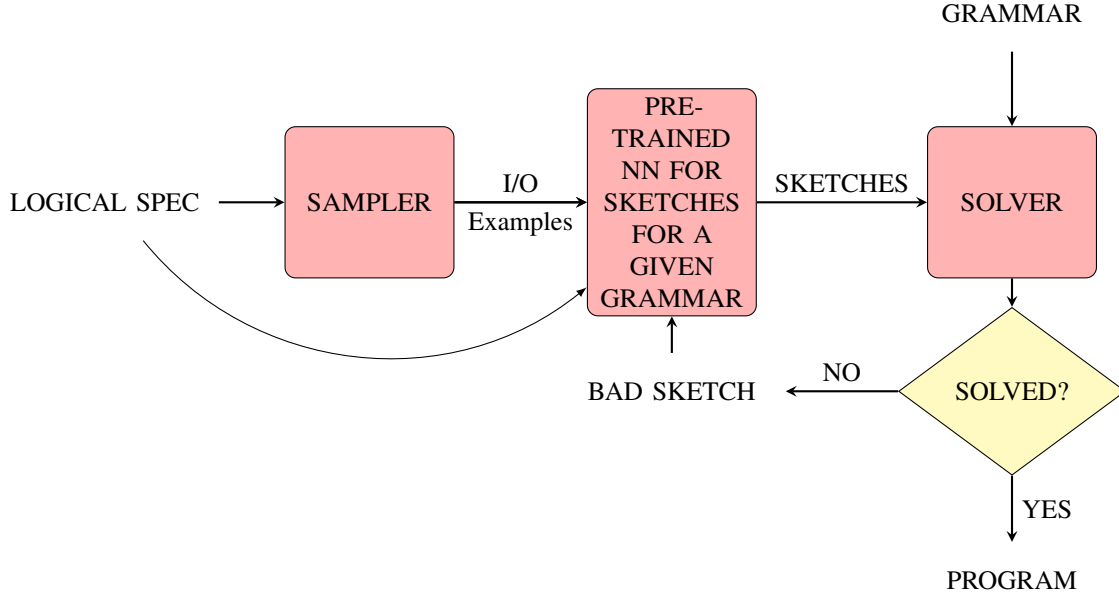 GRAMMAR
LOGICAL SPEC
SAMPLER
I/O
Examples
PRE-
TRAINED
NN FOR
SKETCHES
FOR A
GIVEN
GRAMMAR
SKETCHES
SOLVER
SOLVED?
NO
BAD SKETCH
YES
PROGRAM